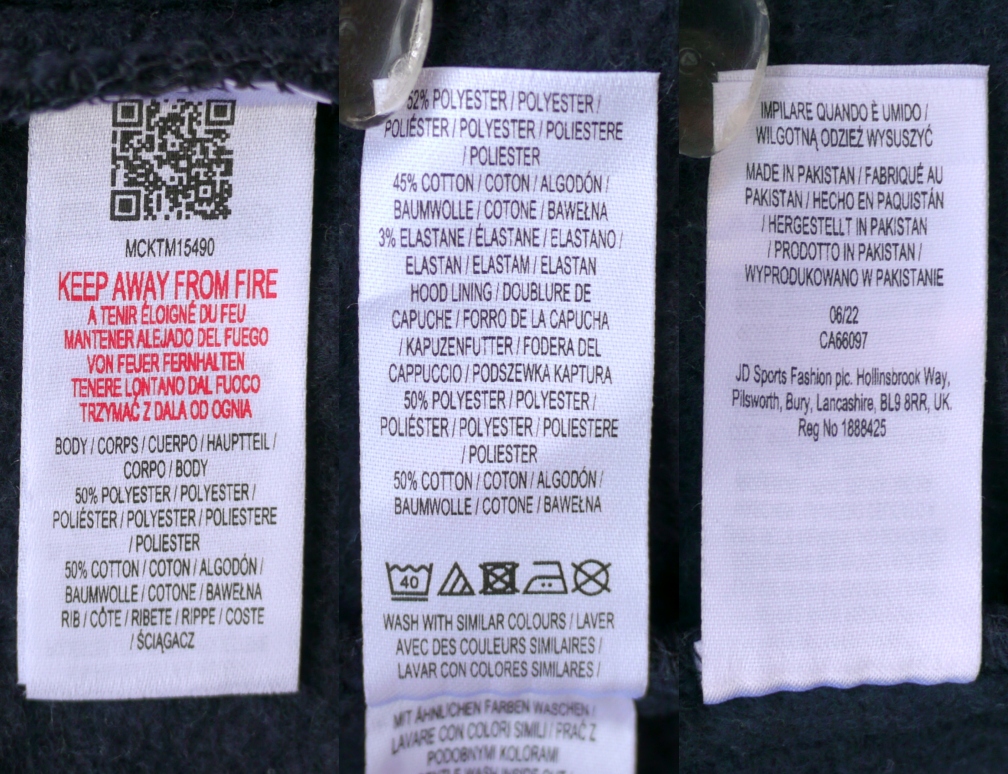 MCKTM15490
KEEP AWAY FROM FIRE
A TENIR ÉLOIGNÉ DU FEU
MANTENER ALEJADO DEL FUEGO
VON FEUER FERNHALTEN
TENERE LONTANO DAL FUOCO
TRZYMAĆ Z DALA OD OGNIA
BODY / CORPS / CUERPO / HAUPTTEIL /
CORPO / BODY
50% POLYESTER / POLYESTER /
POLIÉSTER / POLYESTER / POLIESTERE
/ POLIESTER
50% COTTON / COTON / ALGODÓN /
BAUMWOLLE / COTONE / BAWEŁNA
RIB / CÔTE / RIBETE / RIPPE / COSTE
/ ŚCIĄGACZ
52% POLYESTER / POLYESTER /
POLIÉSTER / POLYESTER / POLIESTERE
/ POLIESTER
45% COTTON / COTON / ALGODÓN /
BAUMWOLLE / COTONE / BAWEŁNA
3% ELASTANE / ÉLASTANE / ELASTANO /
ELASTAN / ELASTAM / ELASTAN
HOOD LINING / DOUBLURE DE
CAPUCHE / FORRO DE LA CAPUCHA
/ KAPUZENFUTTER / FODERA DEL
CAPPUCCIO / PODSZEWKA KAPTURA
50% POLYESTER / POLYESTER /
POLIÉSTER / POLYESTER / POLIESTERE
/ POLIESTER
50% COTTON / COTON / ALGODÓN /
BAUMWOLLE / COTONE / BAWEŁNA
40
WASH WITH SIMILAR COLOURS / LAVER
AVEC DES COULEURS SIMILAIRES /
LAVAR CON COLORES SIMILARES /
MIT ÄHNLICHEN FARBEN WASCHEN /
LAVARE CON COLORI SIMILI / PRAĆ Z
PODOBNYMI KOLORAMI
IMPILARE QUANDO È UMIDO /
WILGOTNĄ ODZIEŻ WYSUSZYĆ
MADE IN PAKISTAN / FABRIQUÉ AU
PAKISTAN / HECHO EN PAQUISTÁN
/ HERGESTELLT IN PAKISTAN
/ PRODOTTO IN PAKISTAN /
WYPRODUKOWANO W PAKISTANIE
06/22
CA66097
JD Sports Fashion plc. Hollinsbrook Way,
Pilsworth, Bury, Lancashire, BL9 8RR, UK.
Reg No 1888425